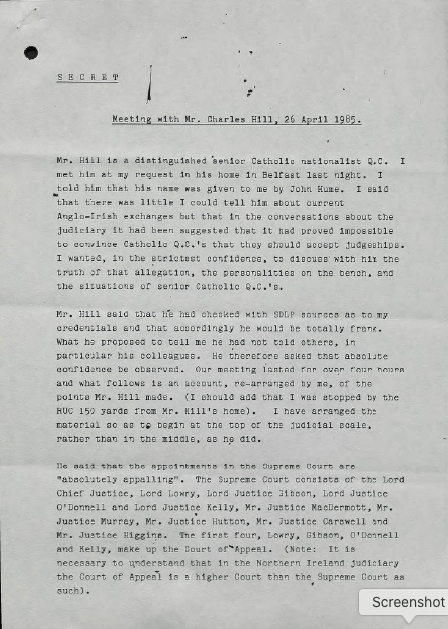 S E C R E T
Meeting with Mr. Charles Hill, 26 April 1985.
Mr. Hill is a distinguished senior Catholic nationalist Q.C. I
met him at my request in his home in Belfast last night. I
told him that his name was given to me by John Hume. I said
that there was little I could tell him about current
Anglo-Irish exchanges but that in the conversations about the
judiciary it had been suggested that it had proved impossible
to convince Catholic Q.C.'s that they should accept judgeships.
I wanted, in the strictest confidence, to discuss with him the
truth of that allegation, the personalities on the bench, and
the situations of senior Catholic Q.C.'s.
Mr. Hill said that he had checked with SDLP sources as to my
credentials and that accordingly he would be totally frank.
What he proposed to tell me he had not told others, in
particular his colleagues. He therefore asked that absolute
confidence be observed. Our meeting lasted for over four hours
and what follows is an account, re-arranged by me, of the
points Mr. Hill made. (I should add that I was stopped by the
RUC 150 yards from Mr. Hill's home). I have arranged the
material so as to begin at the top of the judicial scale,
rather than in the middle, as he did.
He said that the appointments in the Supreme Court are
"absolutely appalling". The Supreme Court consists of the Lord
Chief Justice, Lord Lowry, Lord Justice Gibson, Lord Justice
O'Donnell and Lord Justice Kelly, Mr. Justice MacDermott, Mr.
Justice Murray, Mr. Justice Hutton, Mr. Justice Carswell and
Mr. Justice Higgins. The first four, Lowry, Gibson, O'Donnell
and Kelly, make up the Court of Appeal. (Note: It is
necessary to understand that in the Northern Ireland judiciary
the Court of Appeal is a higher Court than the Supreme Court as
such).
Screenshot